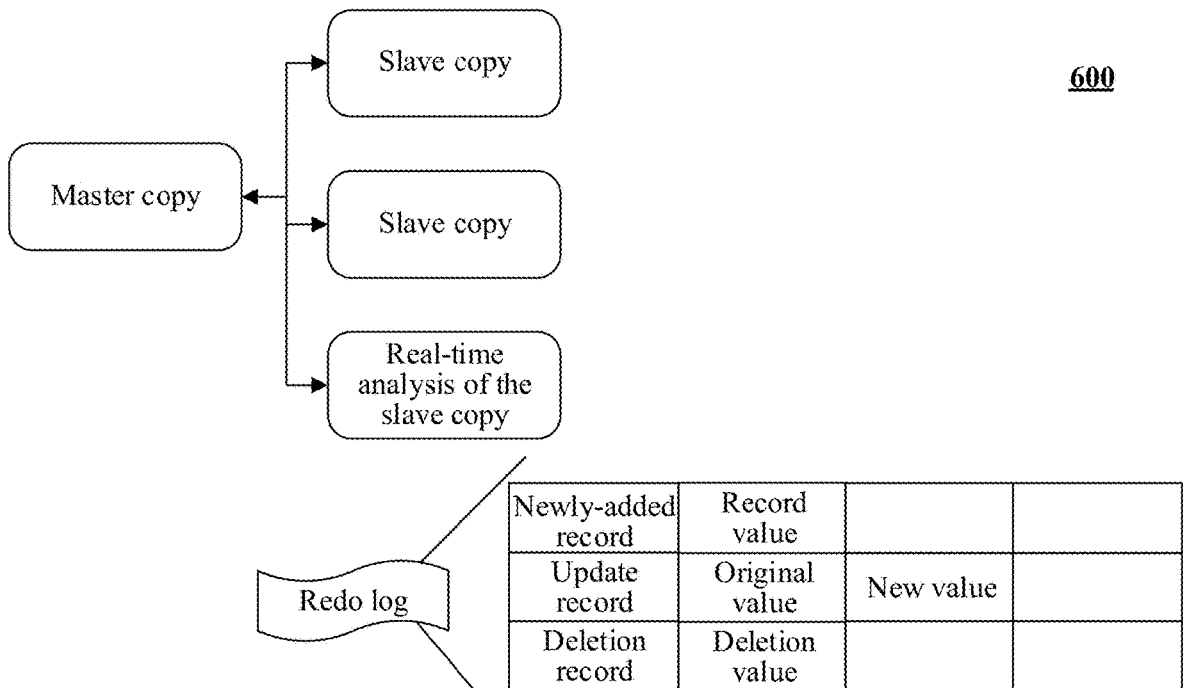 Slave copy
600
Master copy
Slave copy
Real-time
analysis of the
slave copy
Newly-added
record
Record
value
Update
record
Original
value
New value
Redo log
Deletion
record
Deletion
value